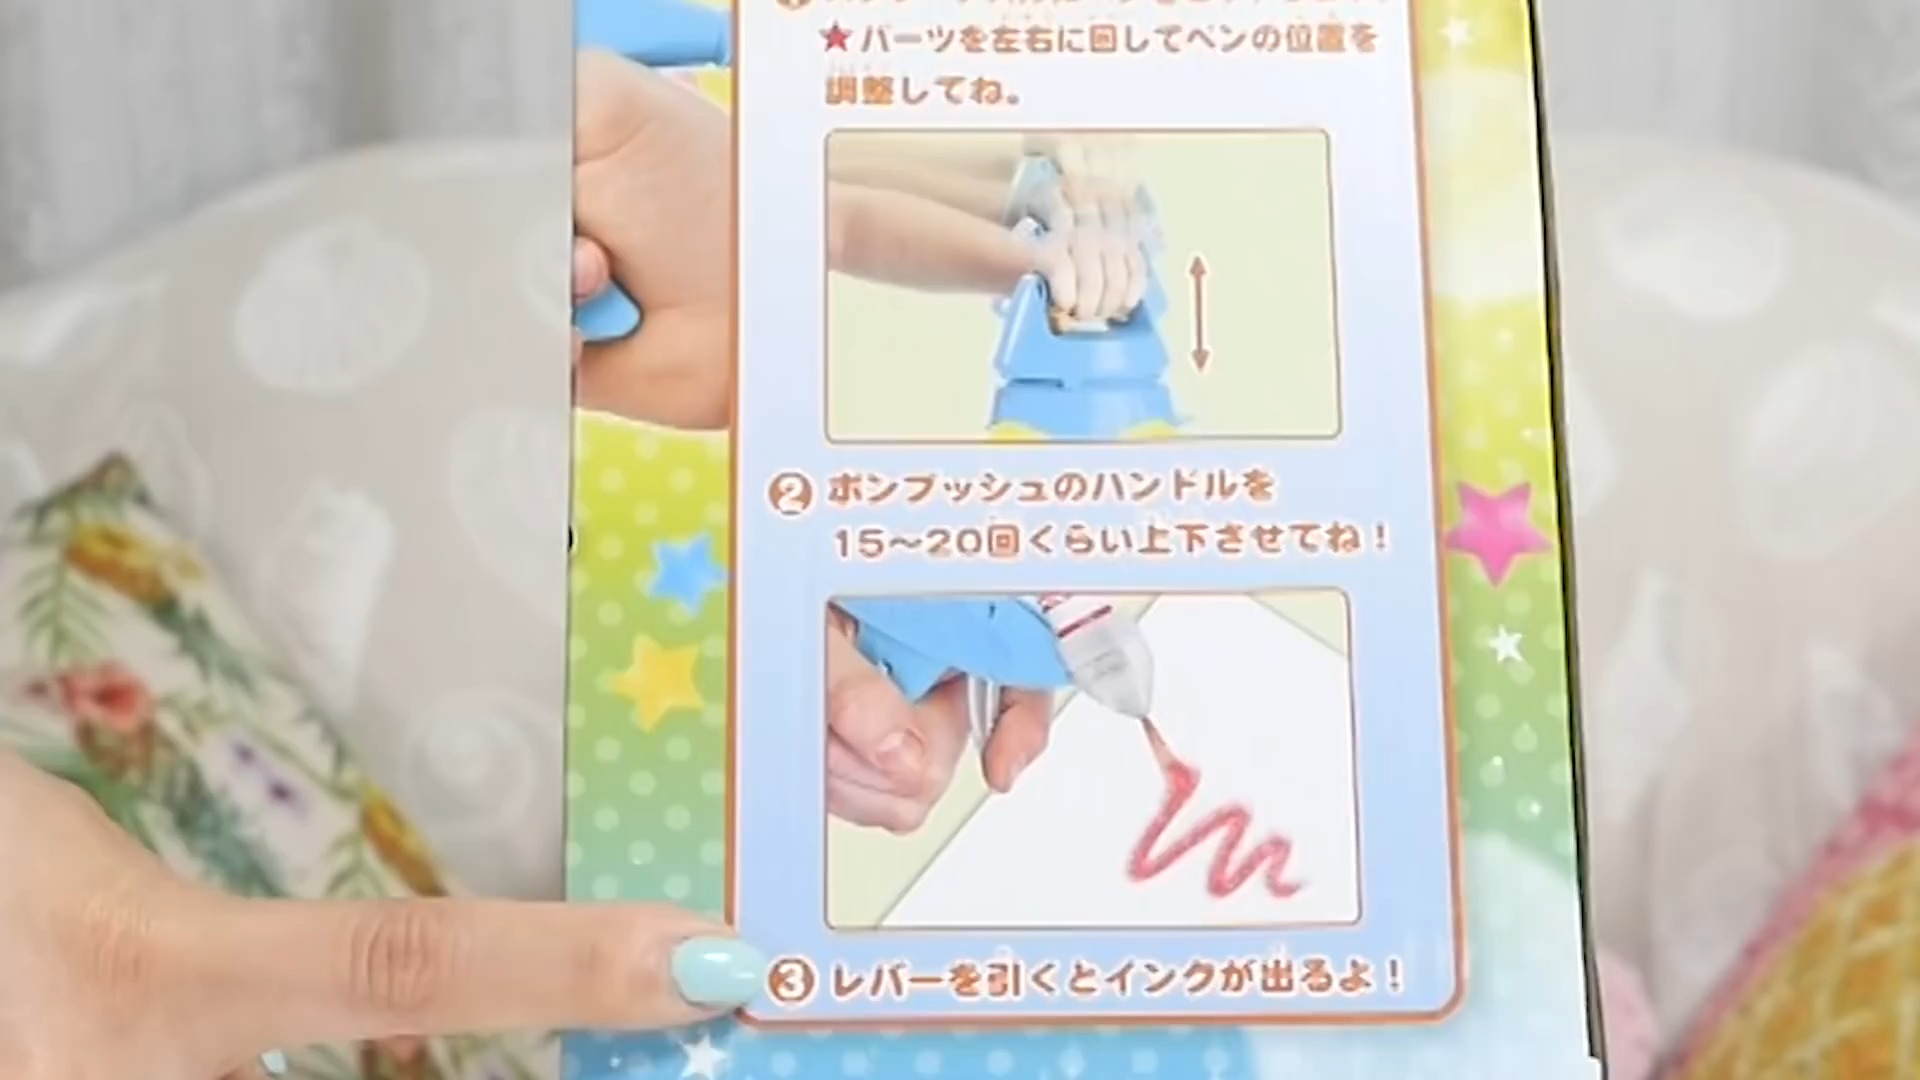 ★パーツを左右に回してペンの位置を
調整してね。
② ポンプッシュのハンドルを
15〜20回くらい上下させてね!
③ レバーを引くとインクが出るよ!